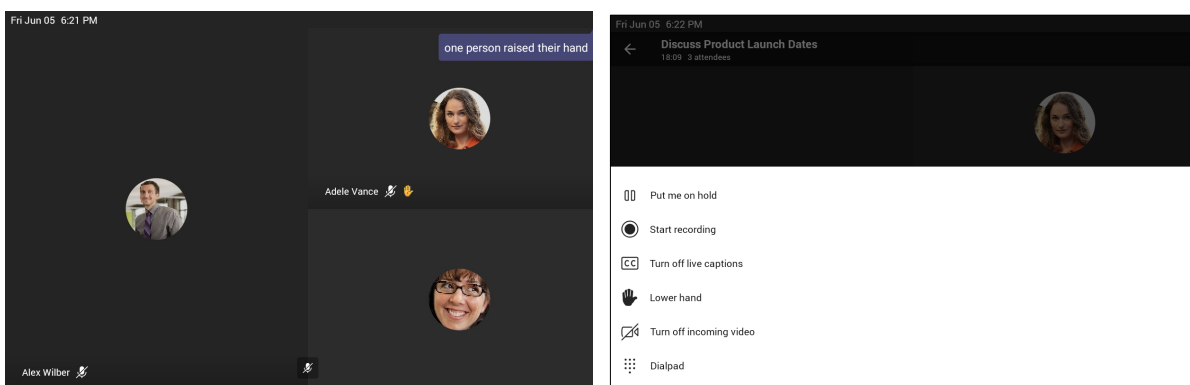 Fri Jun 05 6:21 PM
one person raised their hand
Adele Vance
Alex Wilber
Fri Jun 05 6:22 PM
Discuss Product Launch Dates
18:09 3 attendees
Put me on hold
Start recording
CC Turn off live captions
Lower hand
Turn off incoming video
Dialpad